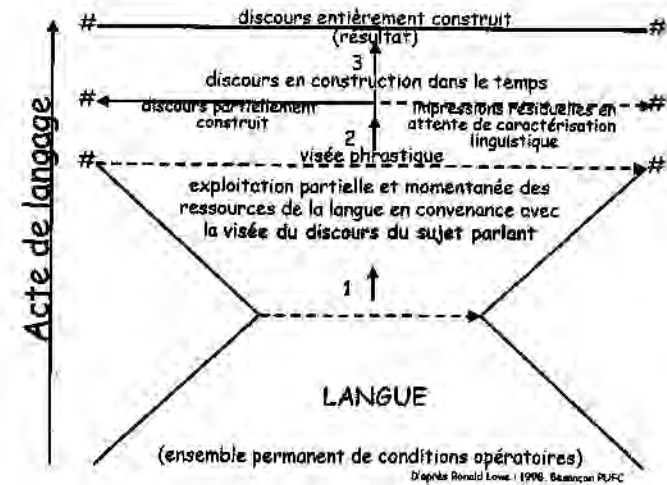 # discours entièrement construit #
(résultat)
3
discours en construction dans le temps
# #
discours partiellement impressions résiduelles en
construit attente de caractérisation
2 linguistique
# visée phrastique #
exploitation partielle et momentanée des
ressources de la langue en convenance avec
la visée du discours du sujet parlant
1
Acte de langage
LANGUE
(ensemble permanent de conditions opératoires)
D'après Ronald Lowe : 1996. Besançon PUFC